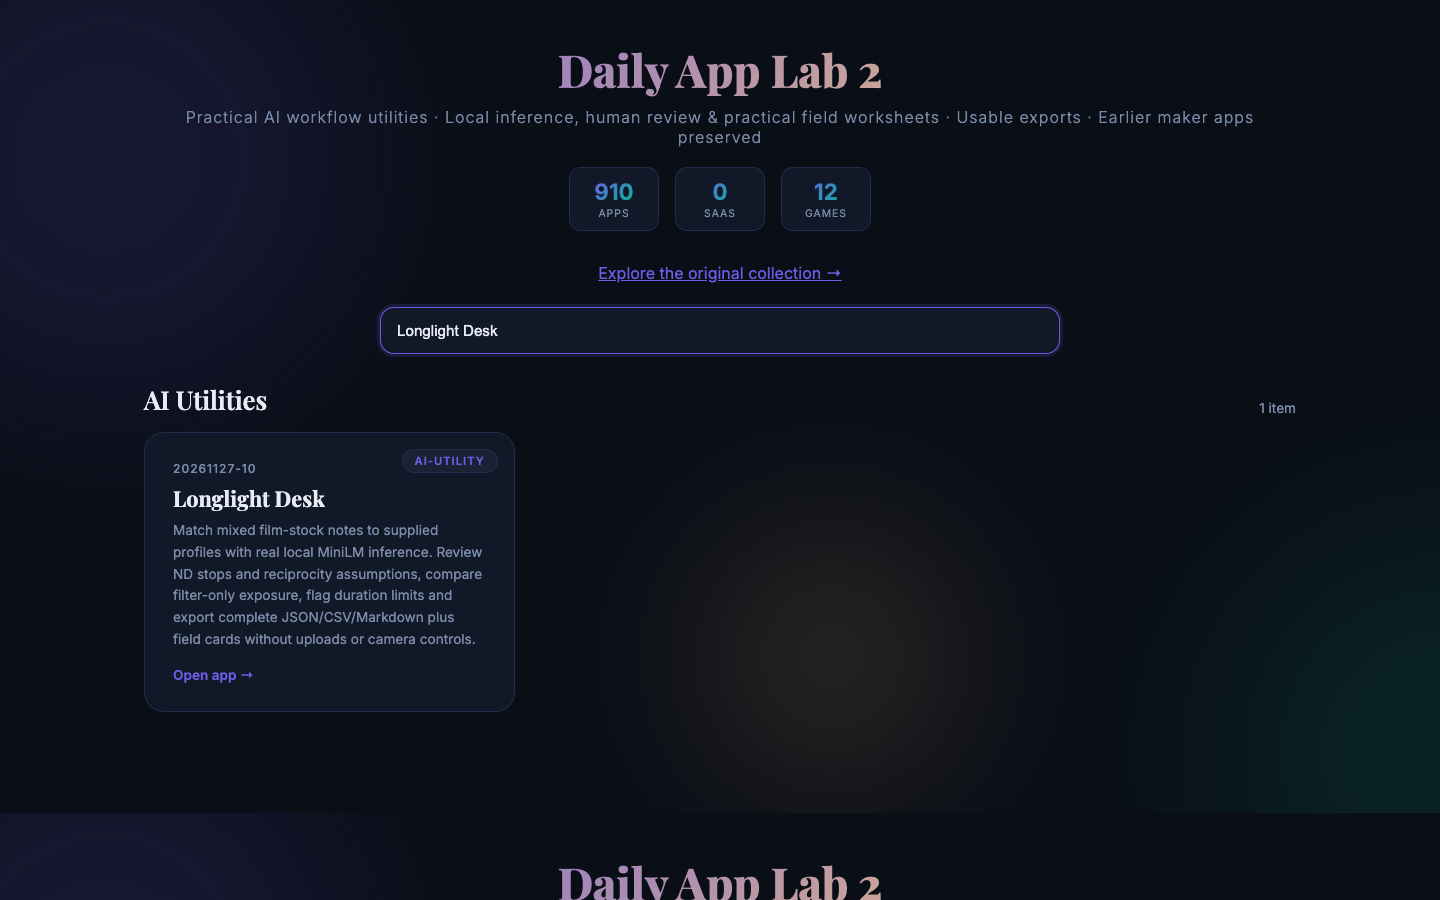 Daily App Lab 2
Practical AI workflow utilities · Local inference, human review & practical field worksheets · Usable exports · Earlier maker apps
preserved
910
APPS
0
SAAS
12
GAMES
Explore the original collection →
Longlight Desk
AI Utilities
1 item
20261127-10
AI-UTILITY
Longlight Desk
Match mixed film-stock notes to supplied
profiles with real local MiniLM inference. Review
ND stops and reciprocity assumptions, compare
filter-only exposure, flag duration limits and
export complete JSON/CSV/Markdown plus
field cards without uploads or camera controls.
Open app →
Daily App Lab 2